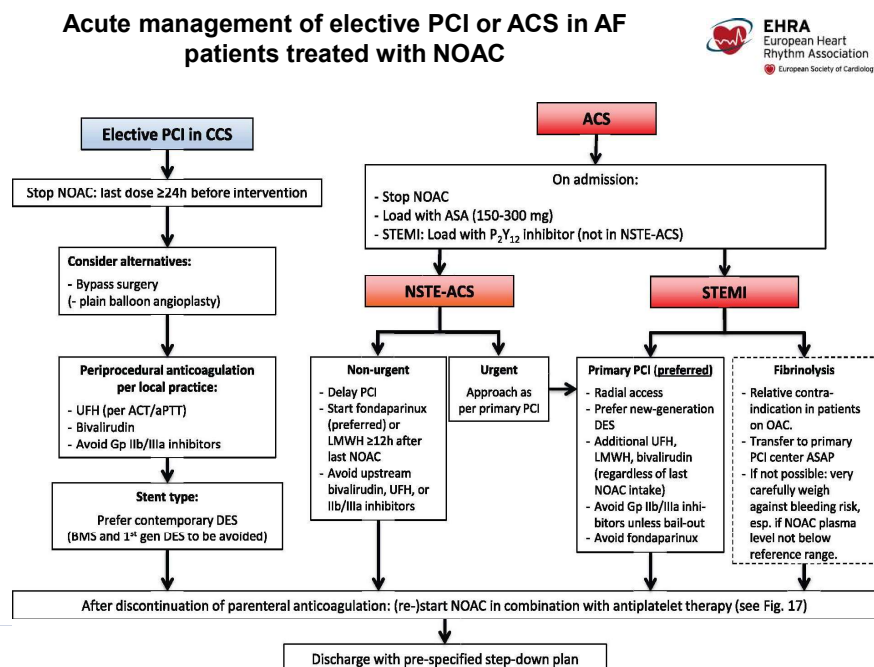 Acute management of elective PCI or ACS in AF
patients treated with NOAC
EHRA
European Heart
Rhythm Association
European Society of Cardiology
Elective PCI in CCS
Stop NOAC: last dose ≥24h before intervention
Consider alternatives:
- Bypass surgery
(- plain balloon angioplasty)
Periprocedural anticoagulation
per local practice:
- UFH (per ACT/aPTT)
- Bivalirudin
- Avoid Gp IIb/IIIa inhibitors
Stent type:
Prefer contemporary DES
(BMS and 1st gen DES to be avoided)
ACS
On admission:
- Stop NOAC
- Load with ASA (150-300 mg)
- STEMI: Load with P2Y12 inhibitor (not in NSTE-ACS)
NSTE-ACS
STEMI
Non-urgent
- Delay PCI
- Start fondaparinux
(preferred) or
LMWH ≥12h after
last NOAC
- Avoid upstream
bivalirudin, UFH, or
IIb/IIIa inhibitors
Urgent
Approach as
per primary PCI
Primary PCI (preferred)
- Radial access
- Prefer new-generation
DES
- Additional UFH,
LMWH, bivalirudin
(regardless of last
NOAC intake)
- Avoid Gp IIb/IIIa inhi-
bitors unless bail-out
- Avoid fondaparinux
Fibrinolysis
- Relative contra-
indication in patients
on OAC.
- Transfer to primary
PCI center ASAP
- If not possible: very
carefully weigh
against bleeding risk,
esp. if NOAC plasma
level not below
reference range.
After discontinuation of parenteral anticoagulation: (re-)start NOAC in combination with antiplatelet therapy (see Fig. 17)
Discharge with pre-specified step-down plan